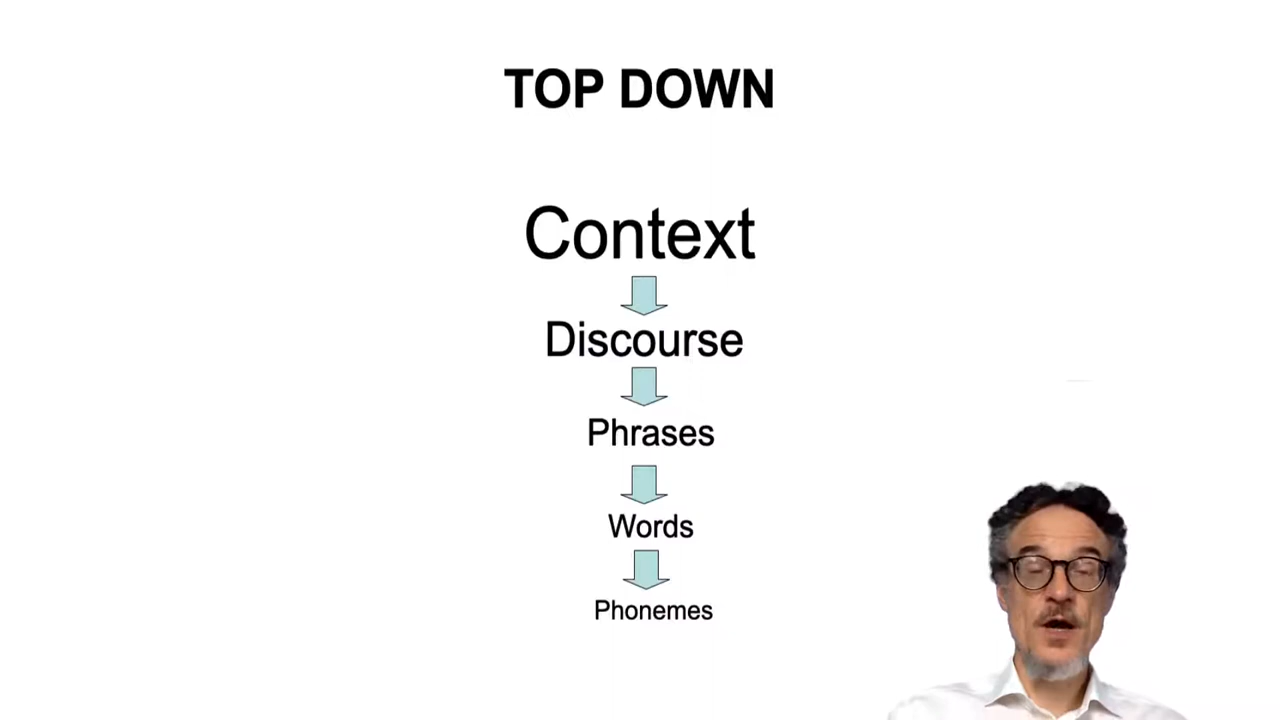 TOP DOWN
Context
Discourse
Phrases
Words
Phonemes